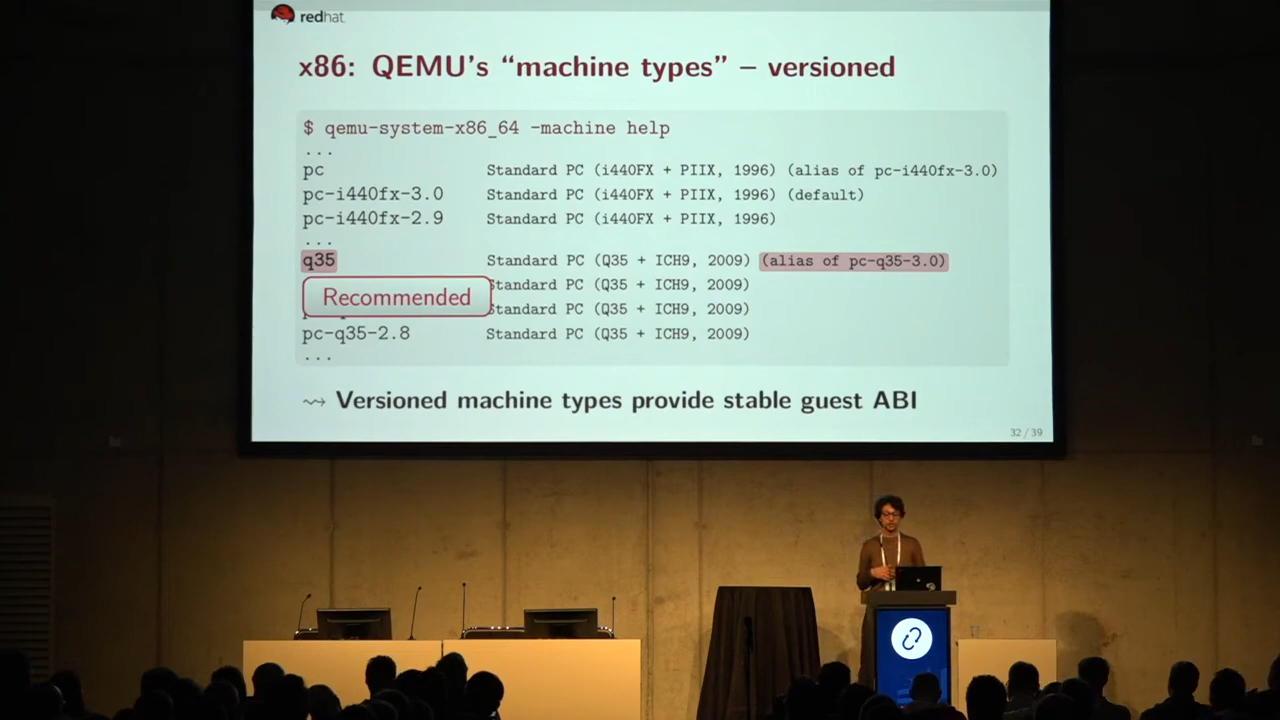 redhat.
x86: QEMU's “machine types” – versioned
$ qemu-system-x86_64 -machine help
...
pc Standard PC (i440FX + PIIX, 1996) (alias of pc-i440fx-3.0)
pc-i440fx-3.0 Standard PC (i440FX + PIIX, 1996) (default)
pc-i440fx-2.9 Standard PC (i440FX + PIIX, 1996)
...
q35 Standard PC (Q35 + ICH9, 2009) (alias of pc-q35-3.0)
Standard PC (Q35 + ICH9, 2009)
Recommended
Standard PC (Q35 + ICH9, 2009)
pc-q35-2.8 Standard PC (Q35 + ICH9, 2009)
...
⇝ Versioned machine types provide stable guest ABI
32 / 39